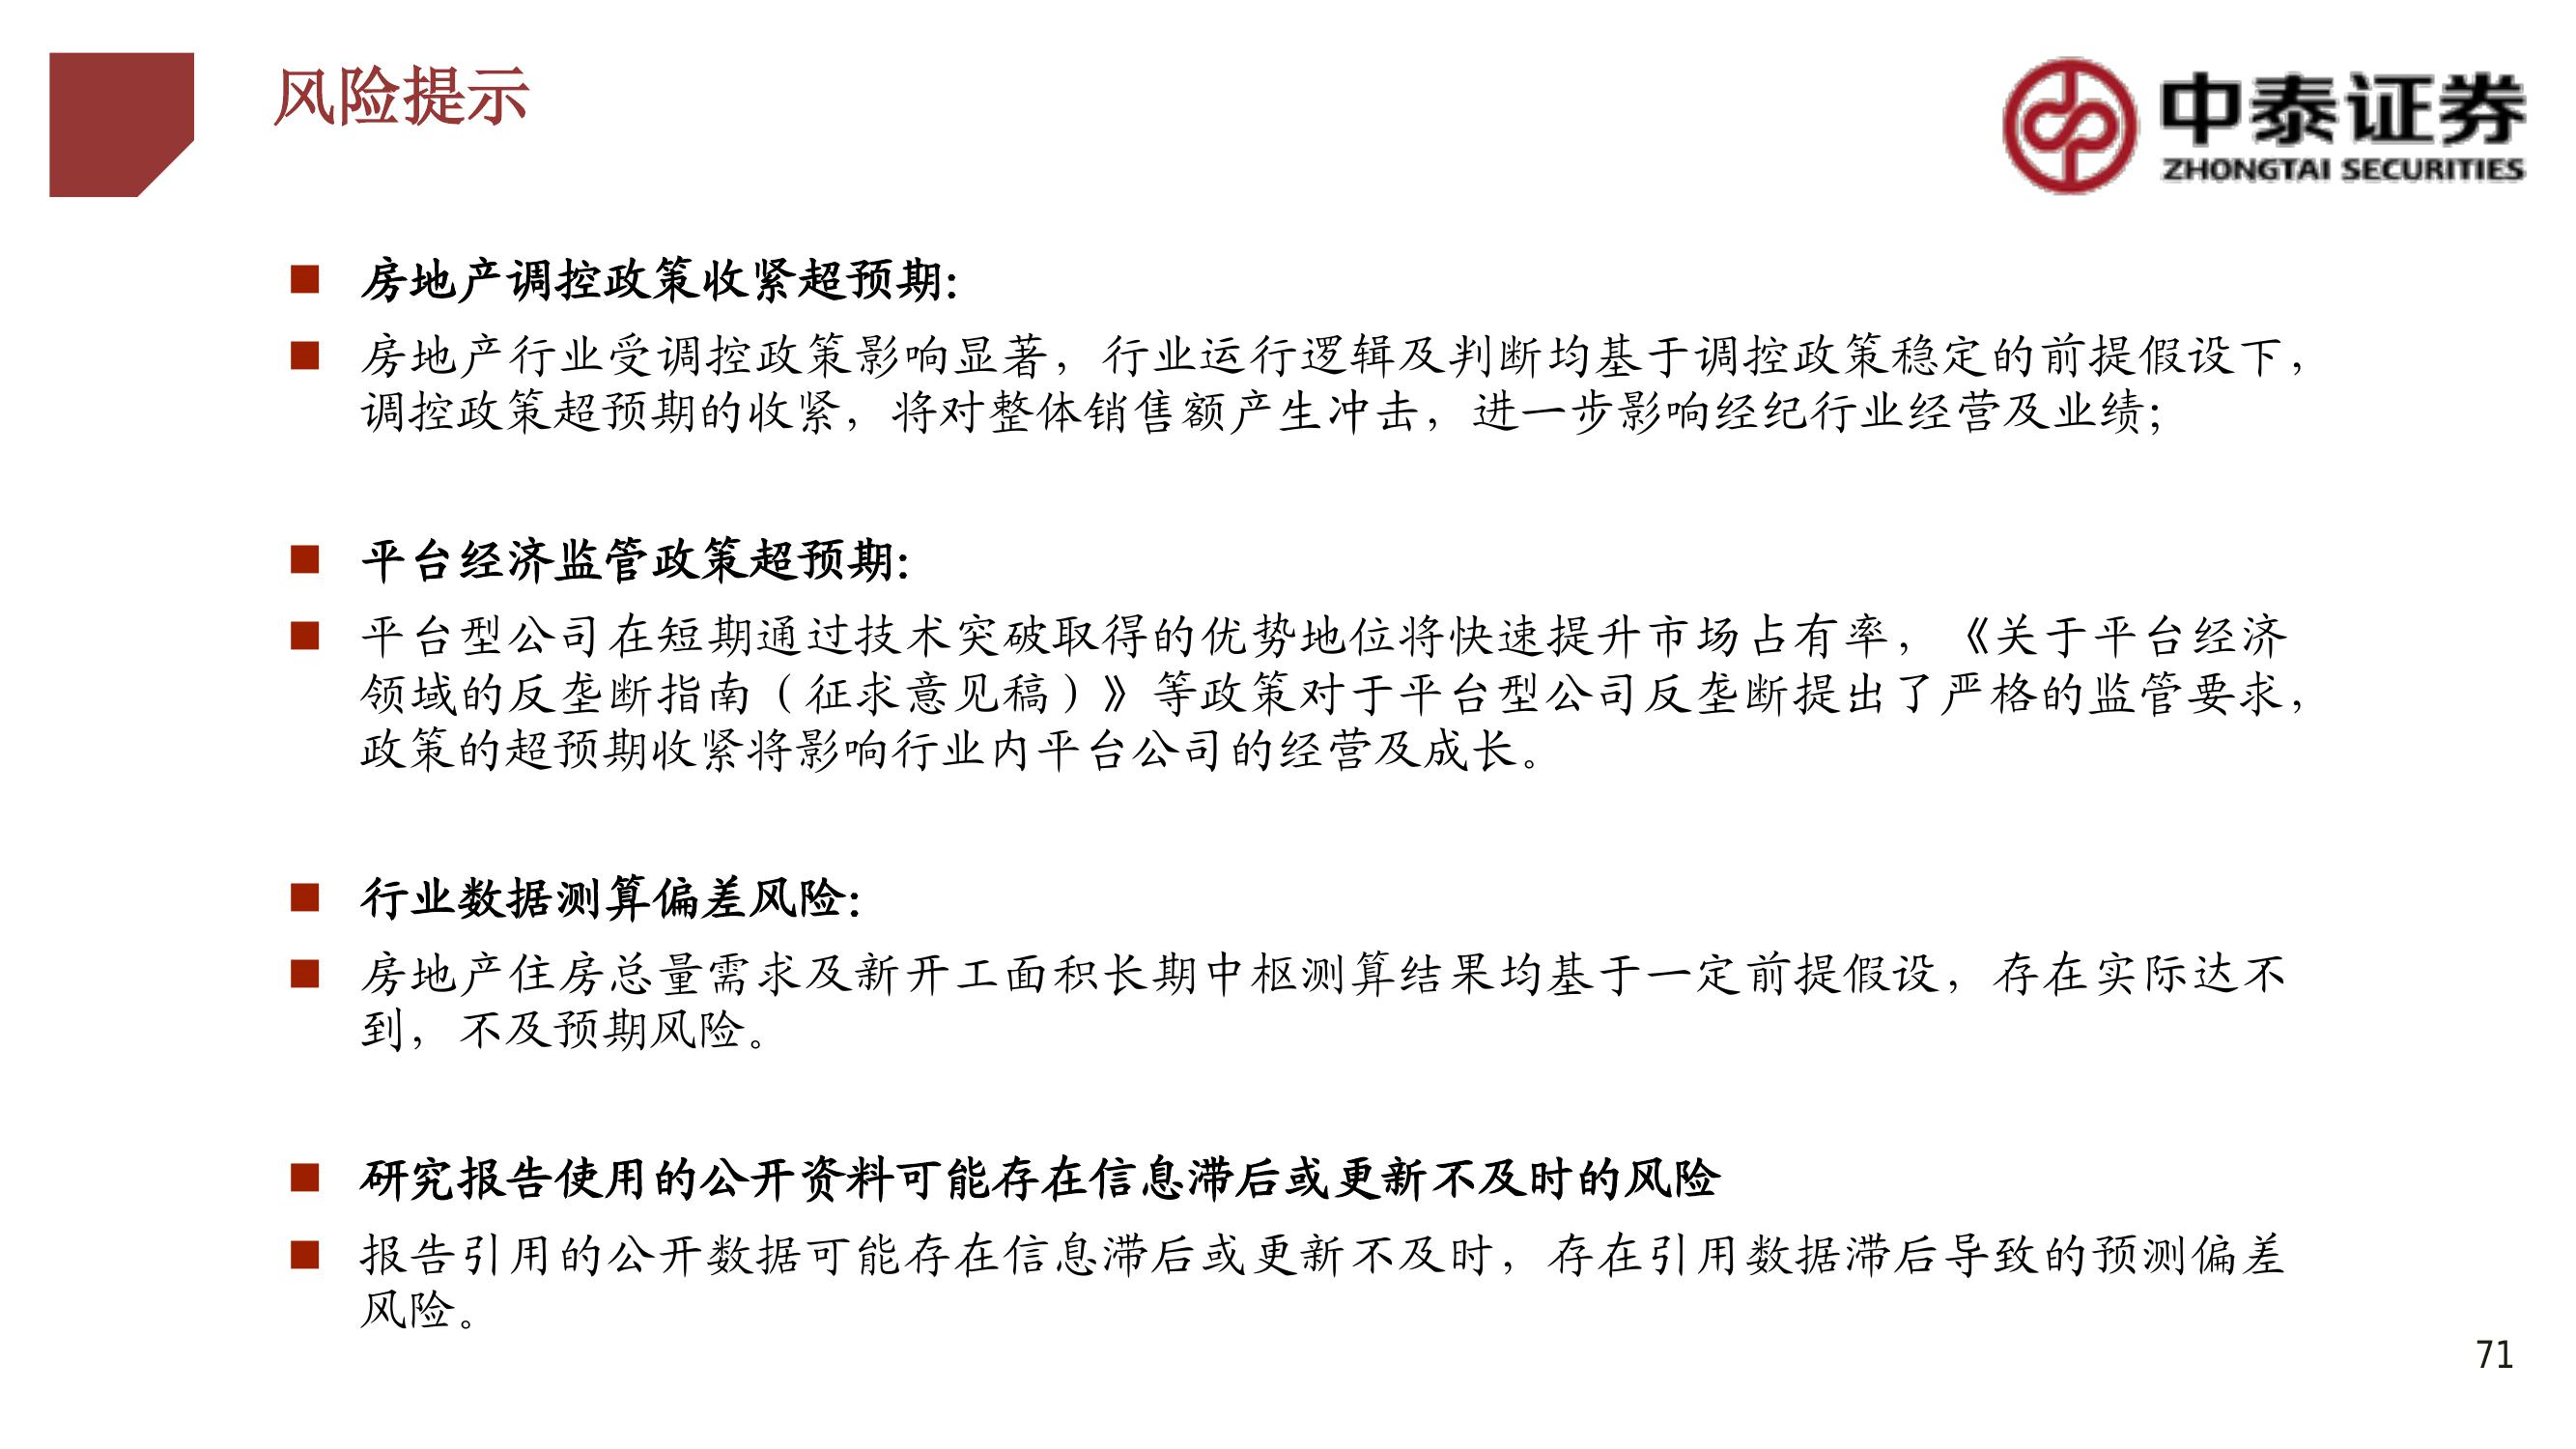 风险提示
中泰证券
ZHONGTAI SECURITIES
房地产调控政策收紧超预期：
房地产行业受调控政策影响显著，行业运行逻辑及判断均基于调控政策稳定的前提假设下，
调控政策超预期的收紧，将对整体销售额产生冲击，进一步影响经纪行业经营及业绩；
平台经济监管政策超预期：
平台型公司在短期通过技术突破取得的优势地位将快速提升市场占有率，《关于平台经济
领域的反垄断指南（征求意见稿）》等政策对于平台型公司反垄断提出了严格的监管要求，
政策的超预期收紧将影响行业内平台公司的经营及成长。
行业数据测算偏差风险：
房地产住房总量需求及新开工面积长期中枢测算结果均基于一定前提假设，存在实际达不
到，不及预期风险。
研究报告使用的公开资料可能存在信息滞后或更新不及时的风险
报告引用的公开数据可能存在信息滞后或更新不及时，存在引用数据滞后导致的预测偏差
风险。
71